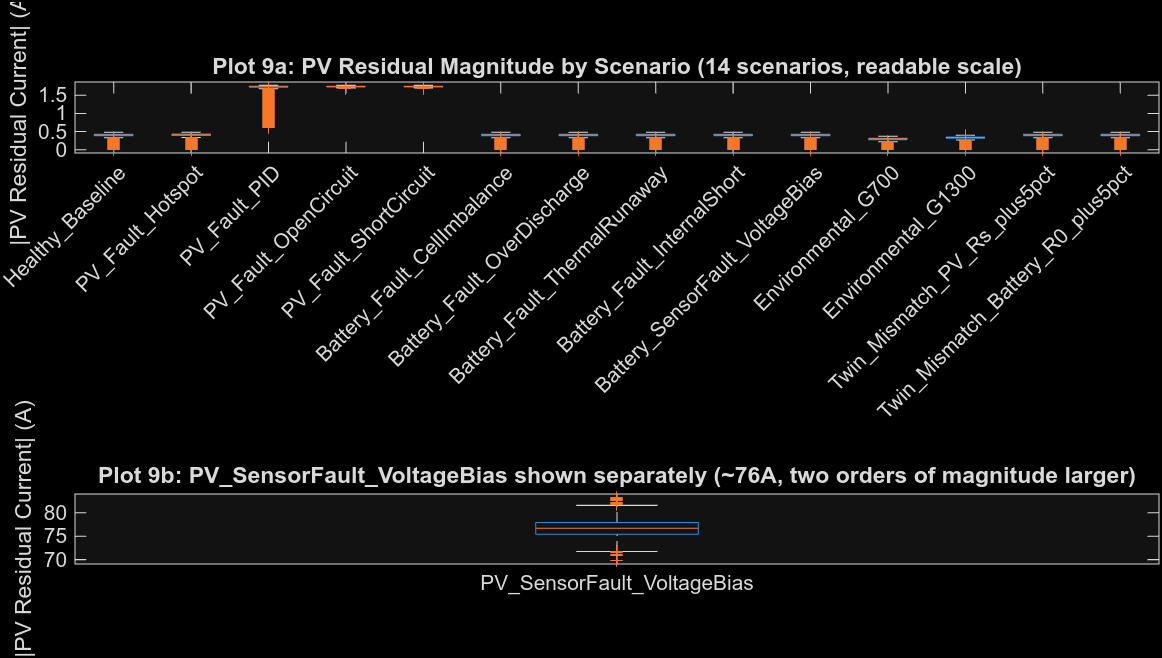 Plot 9a: PV Residual Magnitude by Scenario (14 scenarios, readable scale)
|PV Residual Current| (A
1.5
1
0.5
0
Healthy_Baseline
PV_Fault_Hotspot
PV_Fault_PID
PV_Fault_OpenCircuit
PV_Fault_ShortCircuit
Battery_Fault_CellImbalance
Battery_Fault_OverDischarge
Battery_Fault_ThermalRunaway
Battery_Fault_InternalShort
Battery_SensorFault_VoltageBias
Environmental_G700
Environmental_G1300
Twin_Mismatch_PV_Rs_plus5pct
Twin_Mismatch_Battery_R0_plus5pct
Plot 9b: PV_SensorFault_VoltageBias shown separately (~76A, two orders of magnitude larger)
|PV Residual Current| (A)
80
75
70
PV_SensorFault_VoltageBias